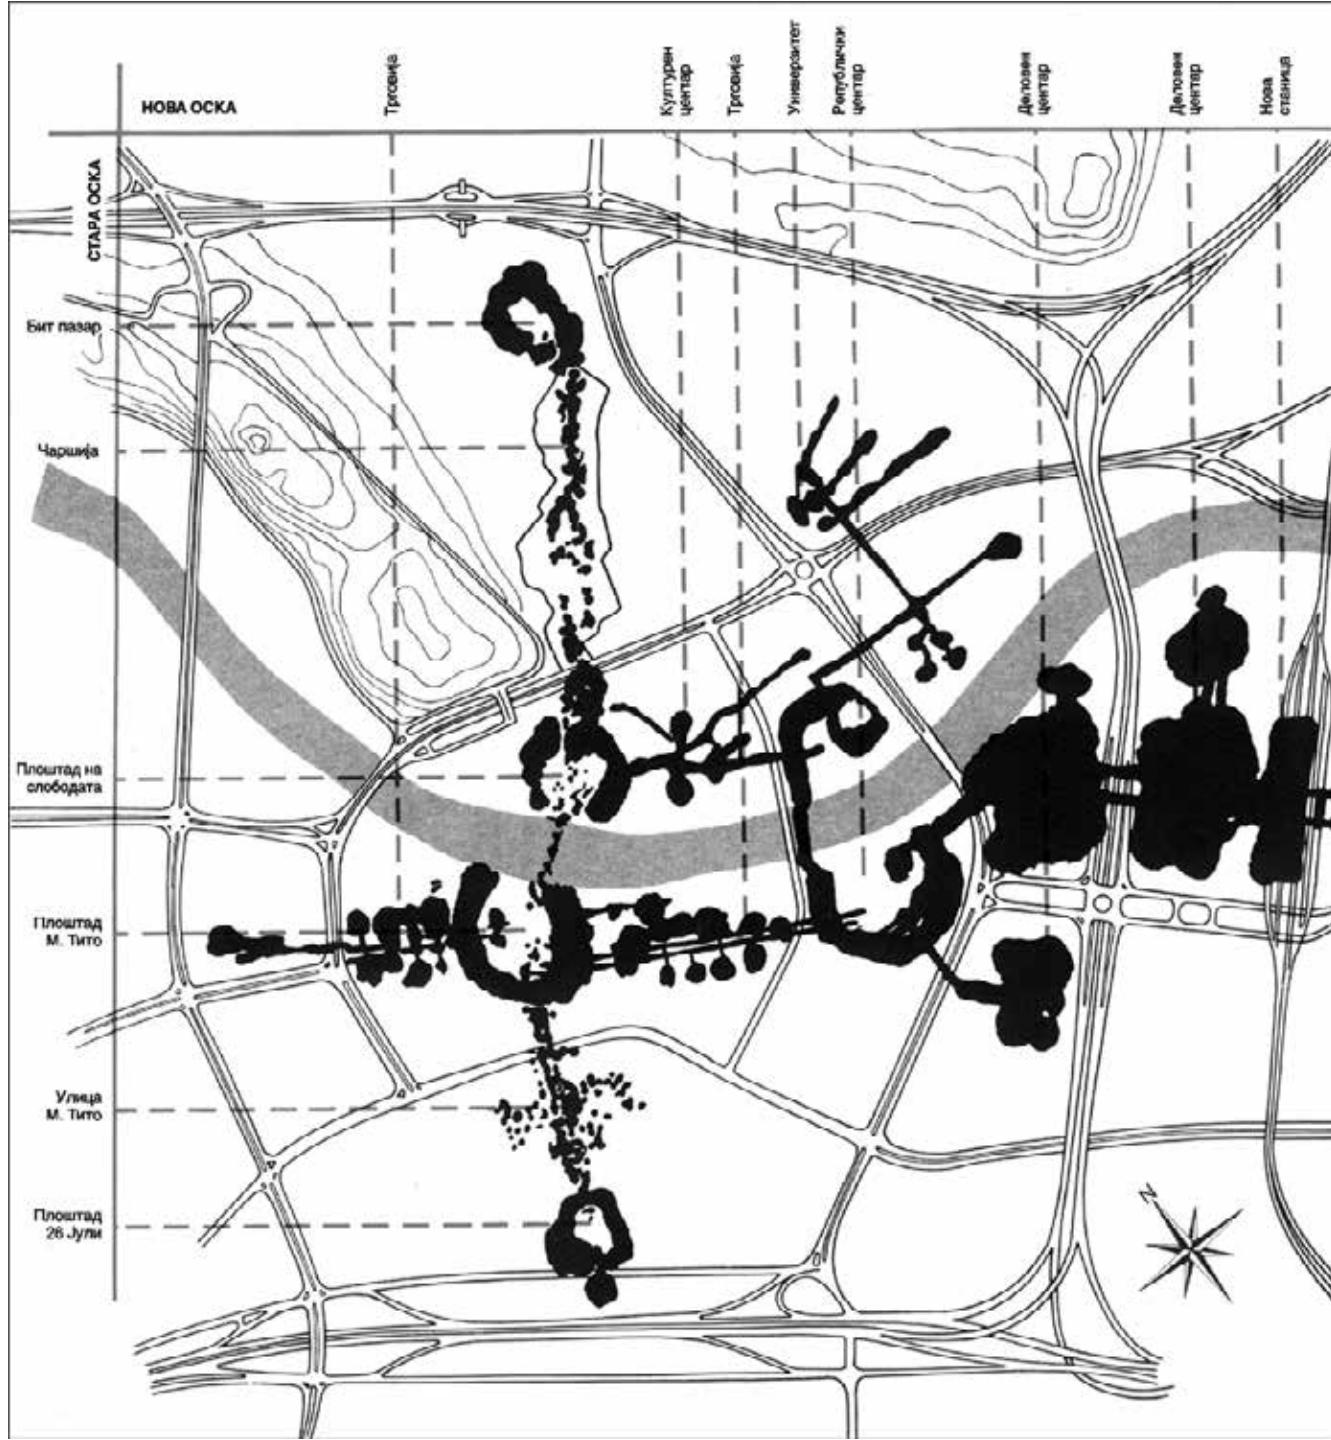 НОВА ОСКА
Трговија
Културен
центар
Трговија
Универзитет
Републички
центар
Деловен
центар
Деловен
центар
Нова
станица
СТАРА ОСКА
Бит пазар
Чаршија
Плоштад на
слободата
Плоштад
М. Тито
Улица
М. Тито
Плоштад
26 Јули
N